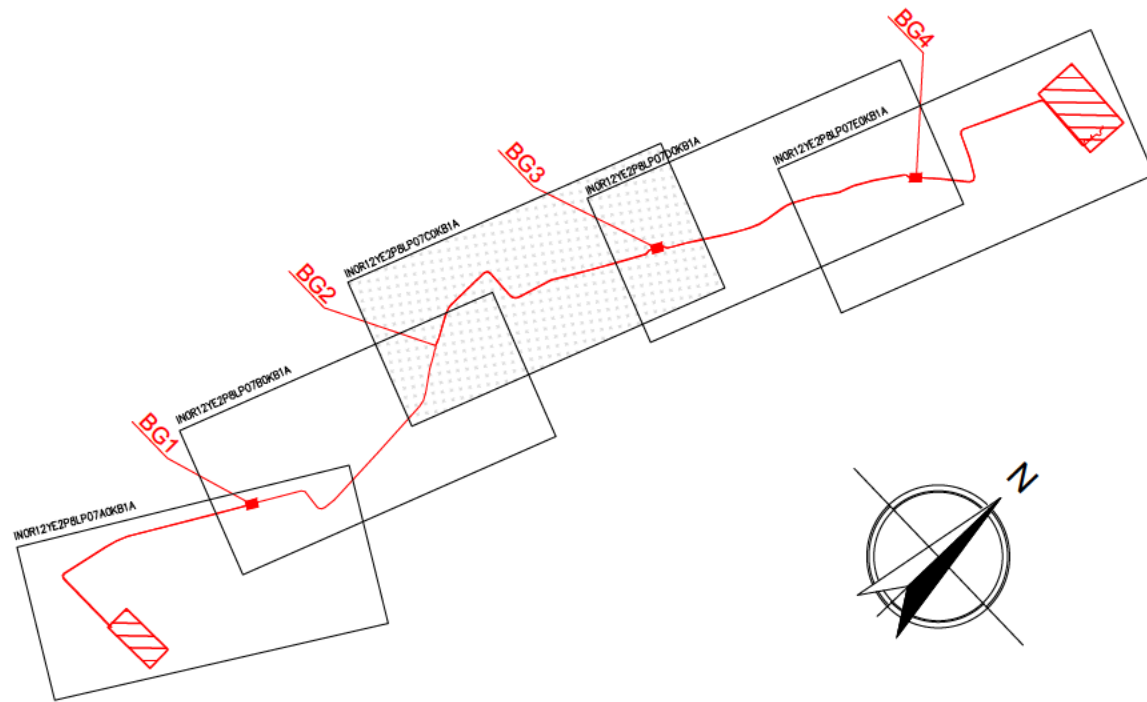 BG4
INOR12YE2P8LP07E0KB1A
INOR12YE2P8LP07D0KB1A
BG3
INOR12YE2P8LP07C0KB1A
BG2
INOR12YE2P8LP07B0KB1A
BG1
INOR12YE2P8LP07A0KB1A
N